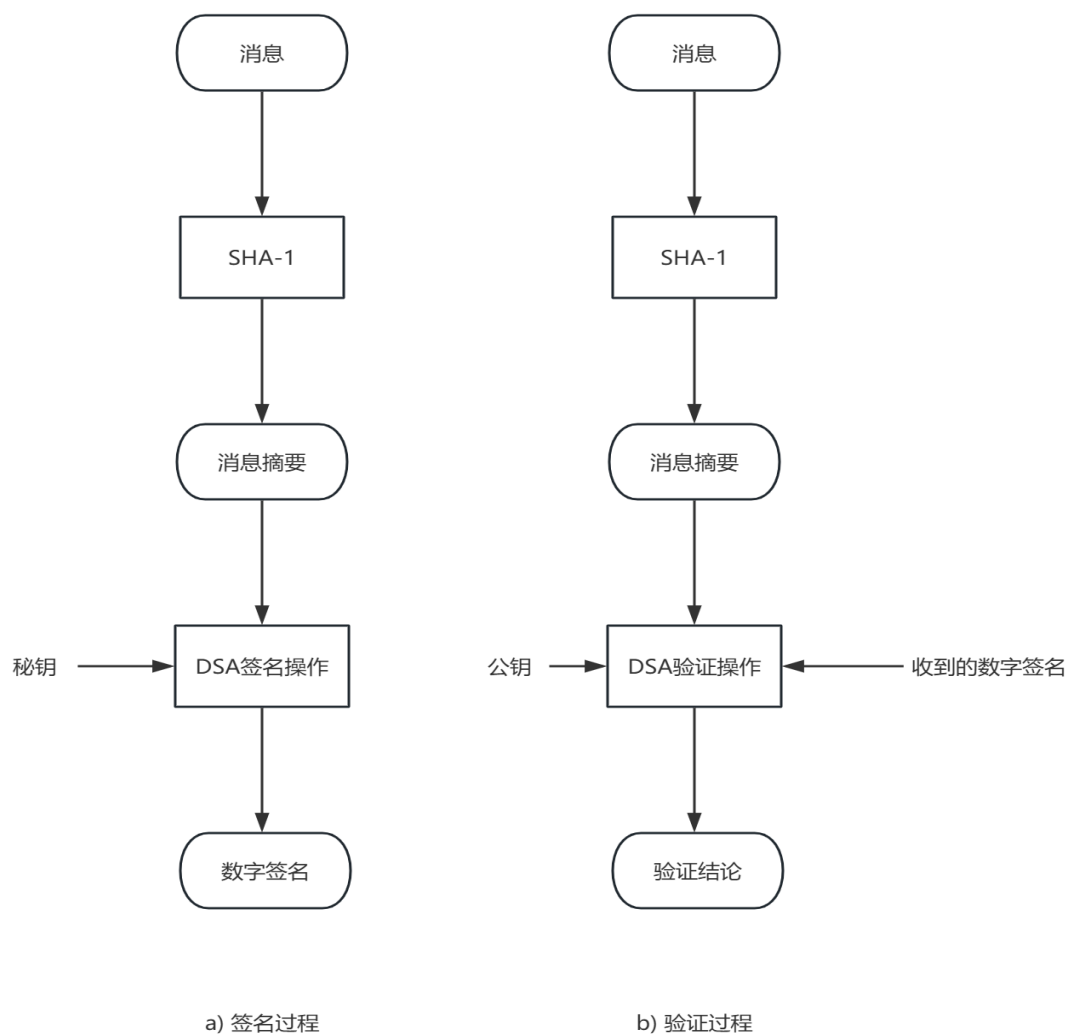 消息
SHA-1
消息摘要
秘钥
DSA签名操作
数字签名
a) 签名过程
消息
SHA-1
消息摘要
公钥
DSA验证操作
收到的数字签名
验证结论
b) 验证过程